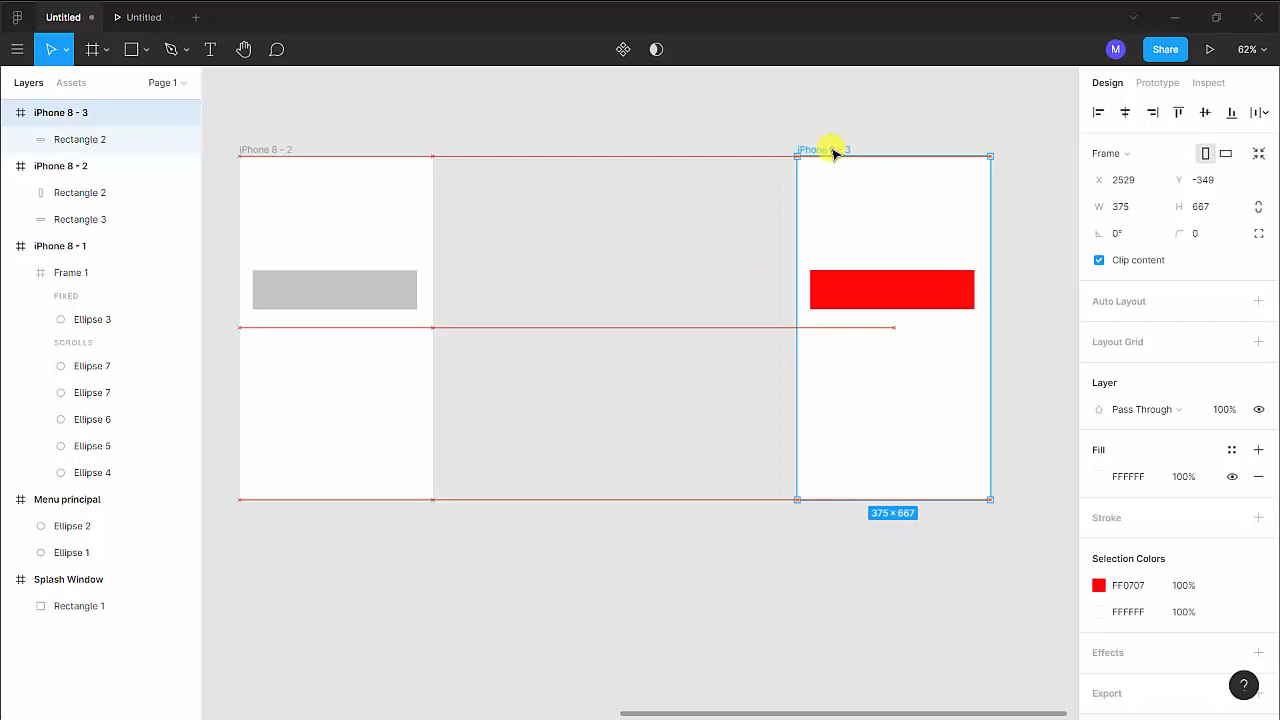 Untitled
Untitled
M
Share
62%
Layers
Assets
Page 1
iPhone 8 - 3
Rectangle 2
iPhone 8 - 2
Rectangle 2
Rectangle 3
iPhone 8 - 1
Frame 1
FIXED
Ellipse 3
SCROLLS
Ellipse 7
Ellipse 7
Ellipse 6
Ellipse 5
Ellipse 4
Menu principal
Ellipse 2
Ellipse 1
Splash Window
Rectangle 1
iPhone 8 - 2
iPhone 8 - 3
375 × 667
Design
Prototype
Inspect
Frame
X 2529 Y -349
W 375 H 667
0° 0
Clip content
Auto Layout
Layout Grid
Layer
Pass Through 100%
Fill
FFFFFF 100%
Stroke
Selection Colors
FF0707 100%
FFFFFF 100%
Effects
Export
?